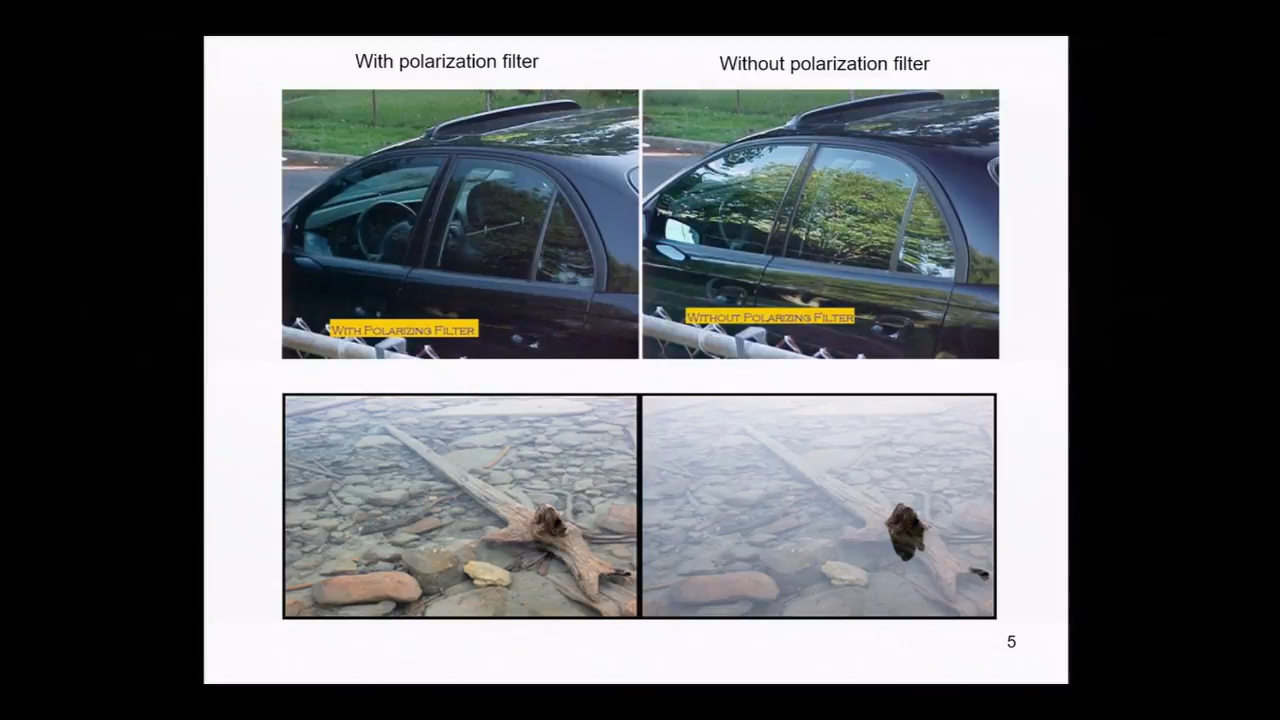 With polarization filter
Without polarization filter
With Polarizing Filter
Without Polarizing Filter
5